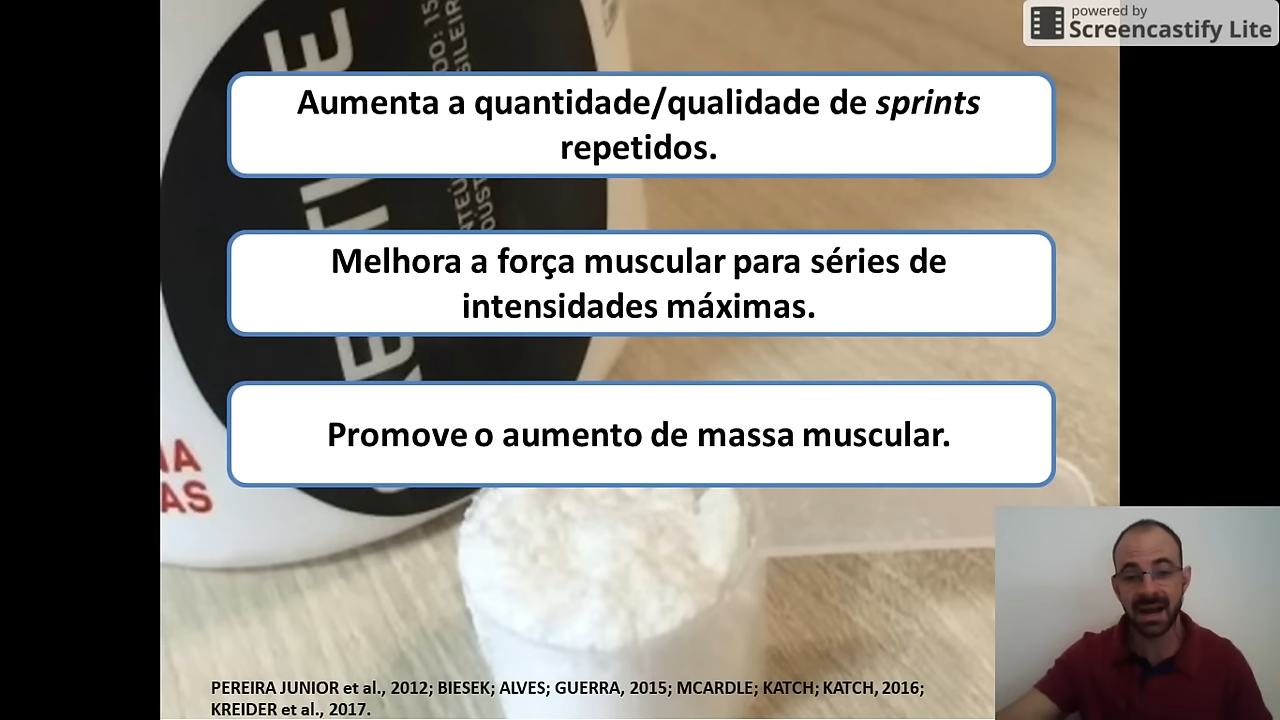 powered by
Screencastify Lite
Aumenta a quantidade/qualidade de sprints
repetidos.
Melhora a força muscular para séries de
intensidades máximas.
Promove o aumento de massa muscular.
PEREIRA JUNIOR et al., 2012; BIESEK; ALVES; GUERRA, 2015; MCARDLE; KATCH; KATCH, 2016;
KREIDER et al., 2017.